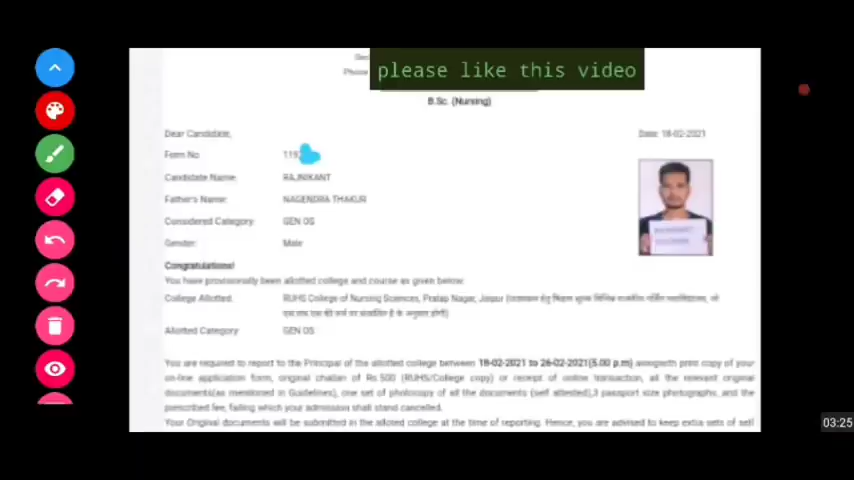 please like this video
B.Sc. (Nursing)
Dear Candidate,
Date: 18-02-2021
Form No
Candidate Name: RAJNIKANT
Father's Name: NAGENDRA THAKUR
Considered Category: GEN OS
Gender: Male
Congratulations!
You have provisionally been allotted college and course as given below:
College Allotted: RUHS College of Nursing Sciences, Pratap Nagar, Jaipur
Allotted Category: GEN OS
You are required to report to the Principal of the allotted college between 18-02-2021 to 26-02-2021(5.00 p.m) alongwith print copy of your
on-line application form, original challan of Rs.500 (RUHS/College copy) or receipt of online transaction, all the relevant original
documents(as mentioned in Guidelines), one set of photocopy of all the documents (self attested),3 passport size photographs, and the
prescribed fee, failing which your admission shall stand cancelled.
Your Original documents will be submitted in the alloted college at the time of reporting. Hence, you are advised to keep extra sets of self
03:25